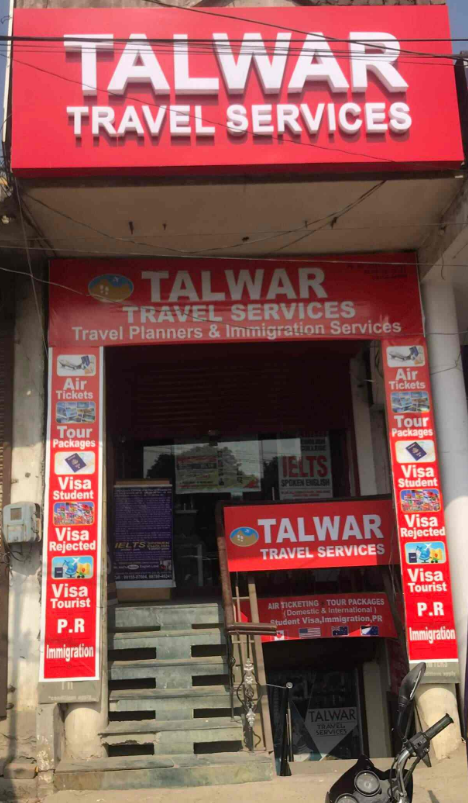 TALWAR
TRAVEL SERVICES
TALWAR
TRAVEL SERVICES
Travel Planners & Immigration Services
Air
Tickets
Tour
Packages
Visa
Student
Visa
Rejected
Visa
Tourist
P.R
Immigration
Air
Tickets
Tour
Packages
Visa
Student
Visa
Rejected
Visa
Tourist
P.R
Immigration
IELTS
SPOKEN ENGLISH
IELTS
TALWAR
TRAVEL SERVICES
AIR TICKETING TOUR PACKAGES
(Domestic & International)
Student Visa,Immigration,PR
TALWAR
TRAVEL
SERVICES